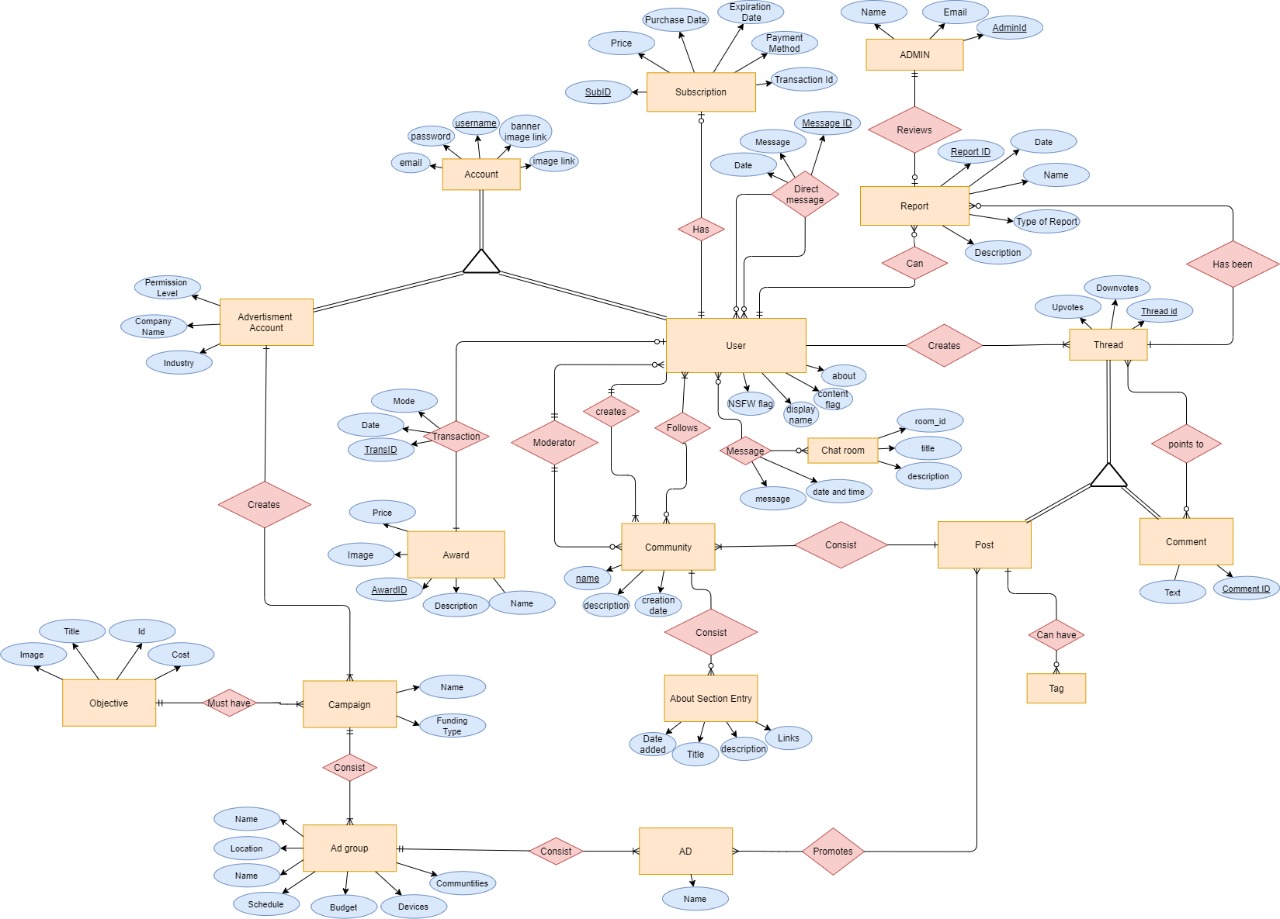 Name
Email
AdminId
ADMIN
Purchase Date
Expiration
Date
Price
Payment
Method
SubID
Subscription
Transaction Id
Reviews
Message ID
Message
Date
Direct
message
Report ID
Date
Name
Report
Type of Report
Description
username
password
banner
image link
email
Account
image link
Has
Can
Has been
Permission
Level
Company
Name
Industry
Advertisment
Account
Downvotes
Upvotes
Thread id
User
Creates
Thread
about
content
flag
NSFW flag
display
name
Mode
Date
TransID
Transaction
creates
Moderator
Follows
Message
Chat room
room_id
title
description
message
date and time
points to
Creates
Price
Image
AwardID
Award
Description
Name
Community
Consist
Post
Comment
name
description
creation
date
Text
Comment ID
Consist
Can have
Tag
Title
Id
Image
Cost
Objective
Must have
Campaign
Name
Funding
Type
About Section Entry
Date
added
Title
description
Links
Consist
Name
Location
Name
Schedule
Budget
Devices
Communtities
Ad group
Consist
AD
Promotes
Name